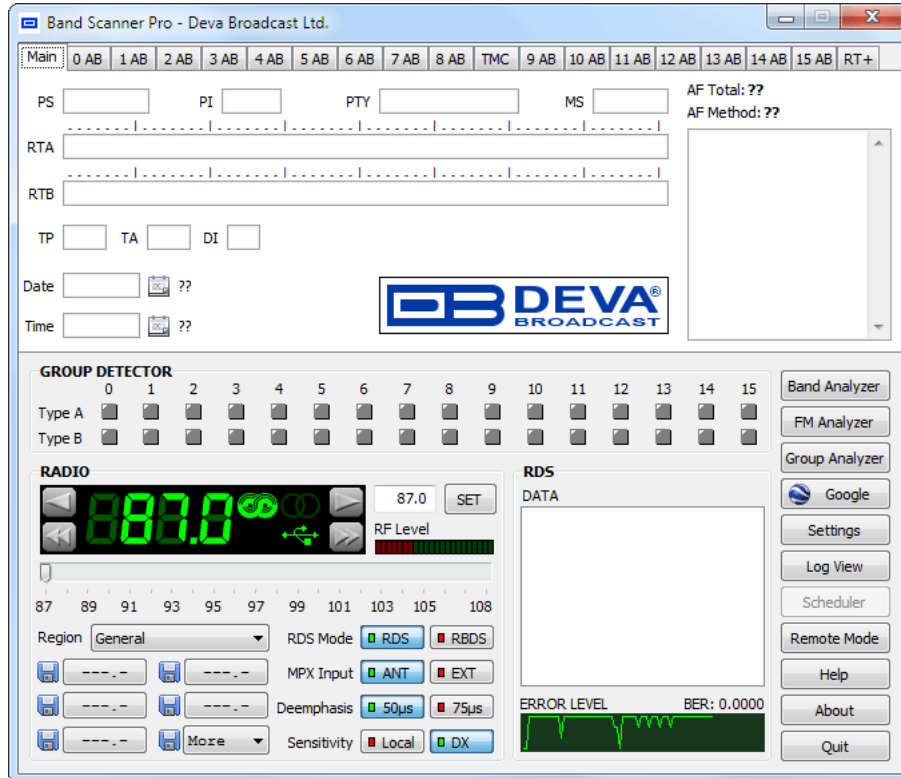 Band Scanner Pro - Deva Broadcast Ltd.
Main 0 AB 1 AB 2 AB 3 AB 4 AB 5 AB 6 AB 7 AB 8 AB TMC 9 AB 10 AB 11 AB 12 AB 13 AB 14 AB 15 AB RT+
PS PI PTY MS AF Total: ??
AF Method: ??
RTA
RTB
TP TA DI
Date ??
DEVA®
BROADCAST
Time ??
GROUP DETECTOR
0 1 2 3 4 5 6 7 8 9 10 11 12 13 14 15
Type A
Type B
Band Analyzer
FM Analyzer
Group Analyzer
Google
Settings
Log View
Scheduler
Remote Mode
Help
About
Quit
RADIO
87.0 87.0 SET
RF Level
87 89 91 93 95 97 99 101 103 105 108
Region General RDS Mode RDS RBDS
---.- ---.- MPX Input ANT EXT
---.- ---.- Deemphasis 50µs 75µs
---.- More Sensitivity Local DX
RDS
DATA
ERROR LEVEL BER: 0.0000